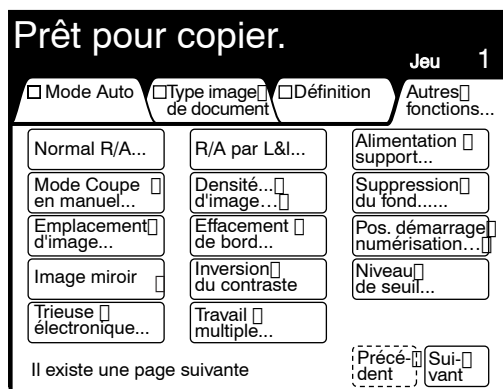 Prêt pour copier.
Jeu 1
Mode Auto
Type image
de document
Définition
Autres
fonctions...
Normal R/A...
R/A par L&l...
Alimentation
support...
Mode Coupe
en manuel...
Densité...
d'image...
Suppression
du fond......
Emplacement
d'image...
Effacement
de bord...
Pos. démarrage
numérisation...
Image miroir
Inversion
du contraste
Niveau
de seuil...
Trieuse
électronique...
Travail
multiple...
Il existe une page suivante
Précé-
dent
Sui-
vant